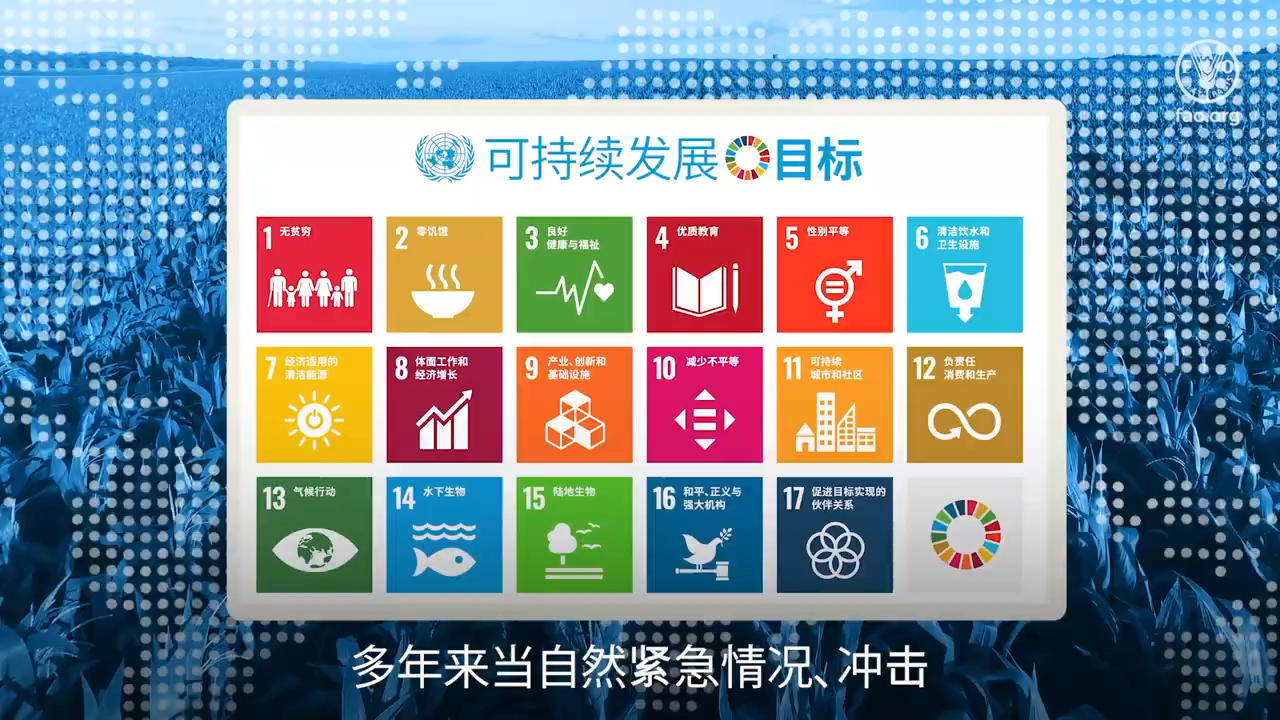 FAO
fao.org
可持续发展目标
1 无贫穷
2 零饥饿
3 良好
健康与福祉
4 优质教育
5 性别平等
6 清洁饮水和
卫生设施
7 经济适用的
清洁能源
8 体面工作和
经济增长
9 产业、创新和
基础设施
10 减少不平等
11 可持续
城市和社区
12 负责任
消费和生产
13 气候行动
14 水下生物
15 陆地生物
16 和平、正义与
强大机构
17 促进目标实现的
伙伴关系
多年来当自然紧急情况、冲击